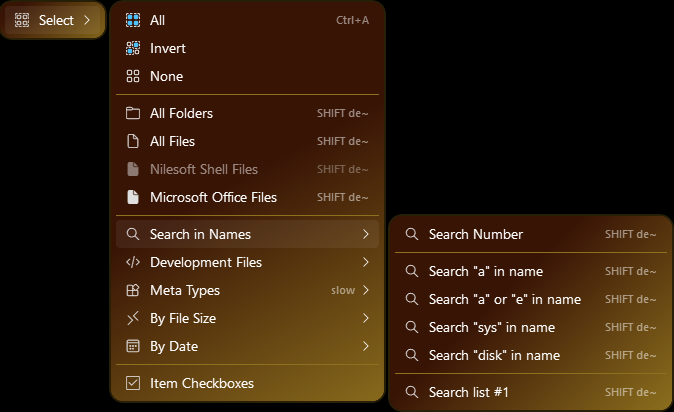 Select
All Ctrl+A
Invert
None
All Folders SHIFT de~
All Files SHIFT de~
Nilesoft Shell Files SHIFT de~
Microsoft Office Files SHIFT de~
Search in Names
Development Files
Meta Types slow
By File Size
By Date
Item Checkboxes
Search Number SHIFT de~
Search "a" in name SHIFT de~
Search "a" or "e" in name SHIFT de~
Search "sys" in name SHIFT de~
Search "disk" in name SHIFT de~
Search list #1 SHIFT de~